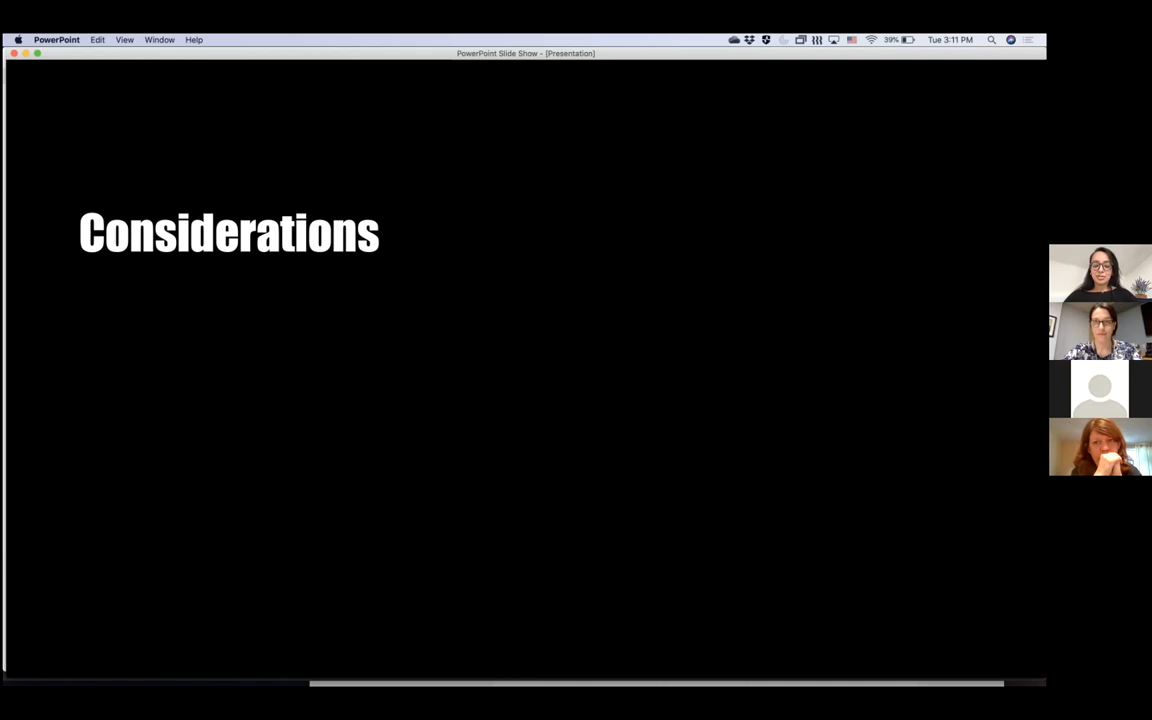 PowerPoint Edit View Window Help 39% Tue 3:11 PM
PowerPoint Slide Show - [Presentation]
Considerations